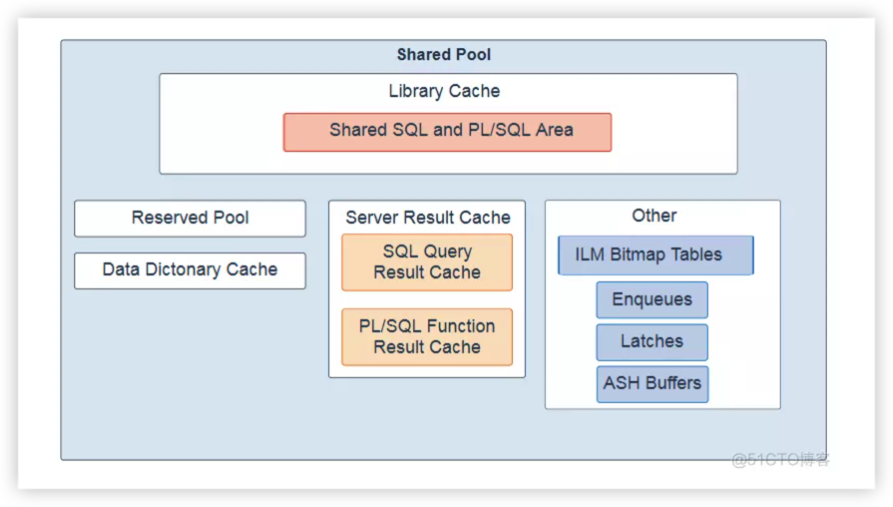 Shared Pool
Library Cache
Shared SQL and PL/SQL Area
Reserved Pool
Data Dictonary Cache
Server Result Cache
SQL Query
Result Cache
PL/SQL Function
Result Cache
Other
ILM Bitmap Tables
Enqueues
Latches
ASH Buffers
@51CTO博客